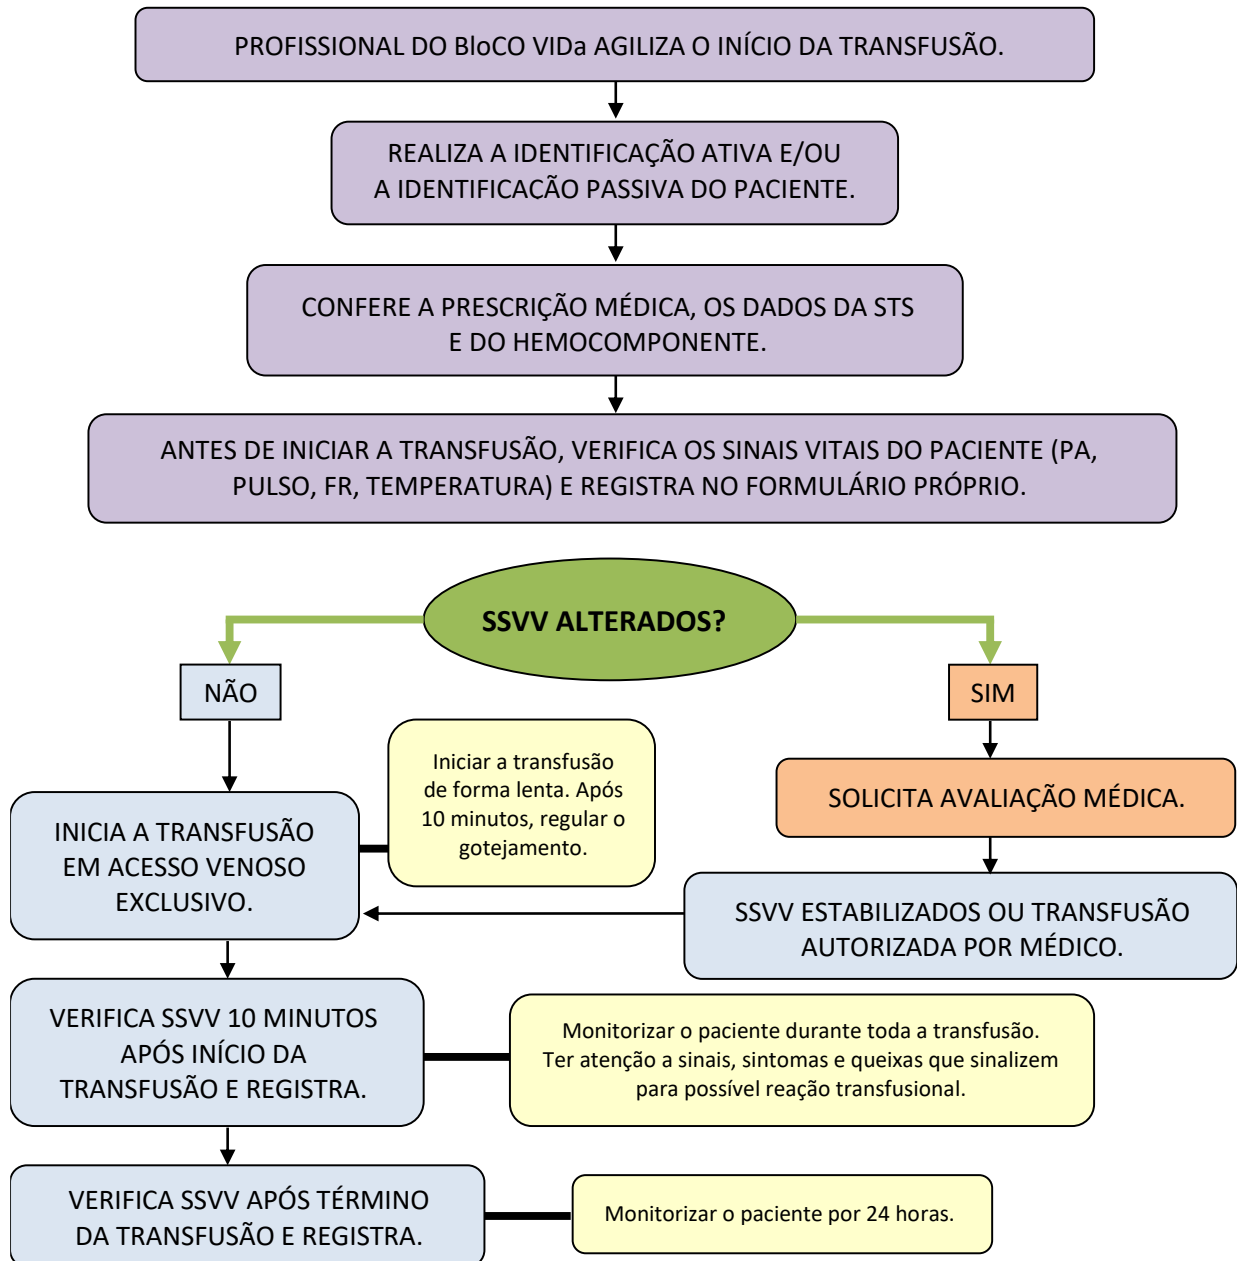 PROFISSIONAL DO BloCO VIDa AGILIZA O INÍCIO DA TRANSFUSÃO.
REALIZA A IDENTIFICAÇÃO ATIVA E/OU
A IDENTIFICAÇÃO PASSIVA DO PACIENTE.
CONFERE A PRESCRIÇÃO MÉDICA, OS DADOS DA STS
E DO HEMOCOMPONENTE.
ANTES DE INICIAR A TRANSFUSÃO, VERIFICA OS SINAIS VITAIS DO PACIENTE (PA,
PULSO, FR, TEMPERATURA) E REGISTRA NO FORMULÁRIO PRÓPRIO.
SSVV ALTERADOS?
NÃO
SIM
Iniciar a transfusão
de forma lenta. Após
10 minutos, regular o
gotejamento.
SOLICITA AVALIAÇÃO MÉDICA.
INICIA A TRANSFUSÃO
EM ACESSO VENOSO
EXCLUSIVO.
SSVV ESTABILIZADOS OU TRANSFUSÃO
AUTORIZADA POR MÉDICO.
VERIFICA SSVV 10 MINUTOS
APÓS INÍCIO DA
TRANSFUSÃO E REGISTRA.
Monitorizar o paciente durante toda a transfusão.
Ter atenção a sinais, sintomas e queixas que sinalizem
para possível reação transfusional.
VERIFICA SSVV APÓS TÉRMINO
DA TRANSFUSÃO E REGISTRA.
Monitorizar o paciente por 24 horas.